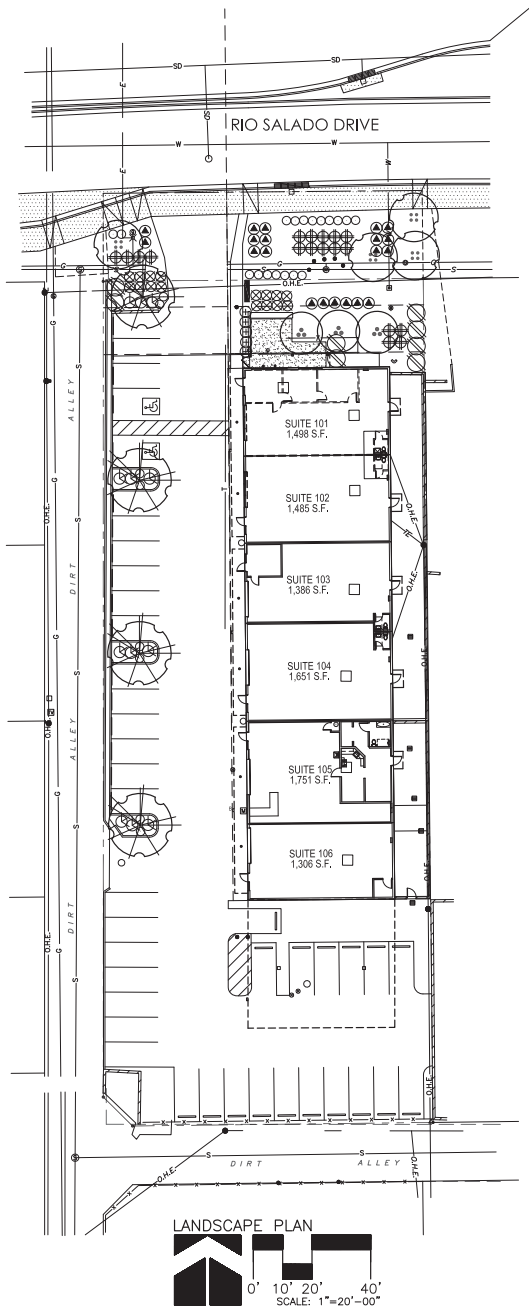 SD
SD
E
SD
RIO SALADO DRIVE
W
W
E
W
G
G
S
S
O.H.E.
G
S
ALLEY
SUITE 101
1,498 S.F.
SUITE 102
1,485 S.F.
O.H.E.
T
G
O.H.E.
S
O.H.E.
DIRT
SUITE 103
1,386 S.F.
O.H.E.
G
S
SUITE 104
1,651 S.F.
ALLEY
O.H.E.
SUITE 105
1,751 S.F.
G
S
SUITE 106
1,306 S.F.
O.H.E.
DIRT
O.H.E.
G
S
O.H.E.
S
S
DIRT ALLEY
O.H.E.
O.H.E.
LANDSCAPE PLAN
0' 10' 20' 40'
SCALE: 1"=20'-00"